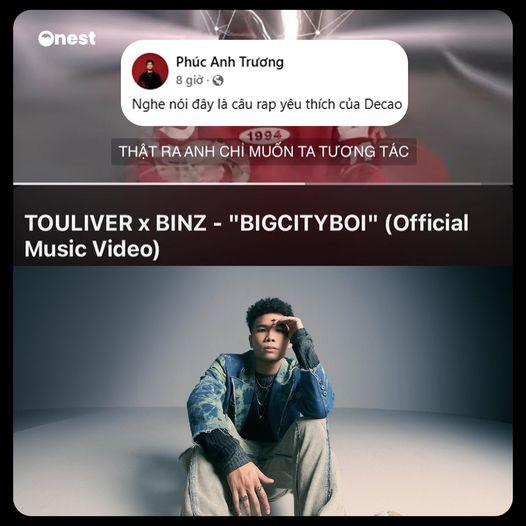 Onest
Phúc Anh Trương
8 giờ ·
Nghe nói đây là câu rap yêu thích của Decao
1994
THẬT RA ANH CHỈ MUỐN TA TƯƠNG TÁC
TOULIVER x BINZ - "BIGCITYBOI" (Official
Music Video)